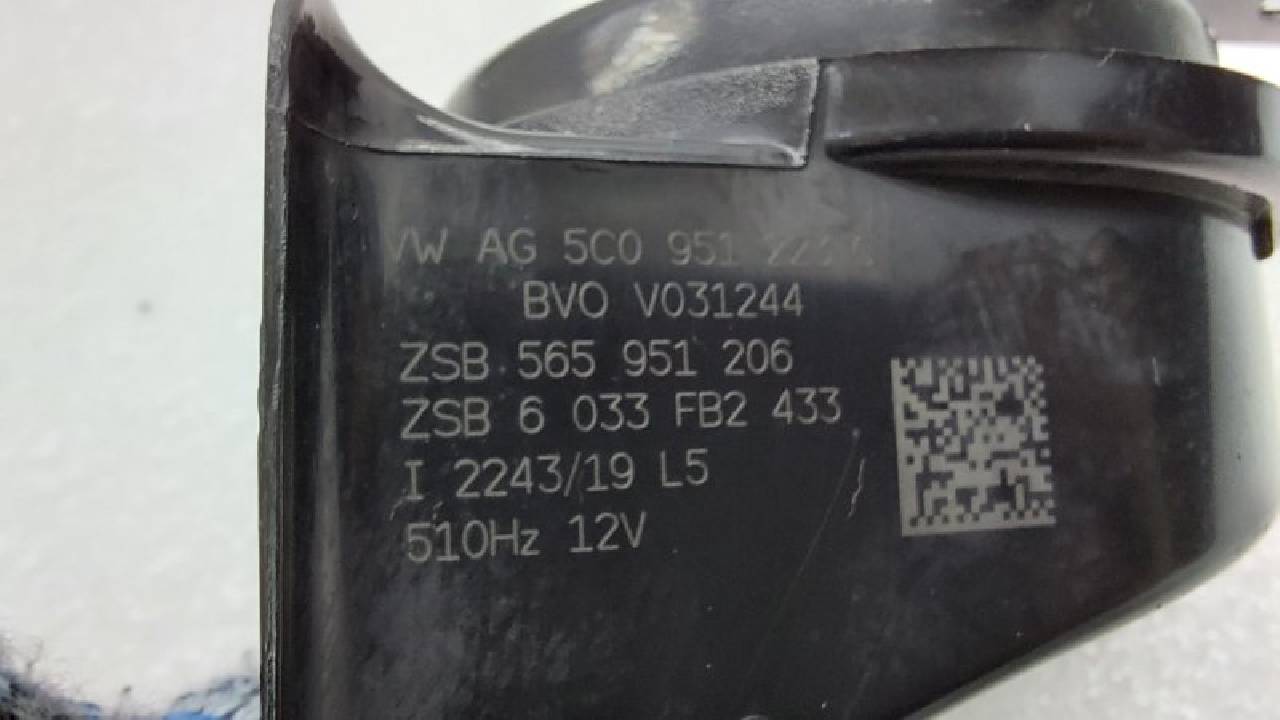 VW AG 5C0 951
BVO V031244
ZSB 565 951 206
ZSB 6 033 FB2 433
I 2243/19 L5
510Hz 12V